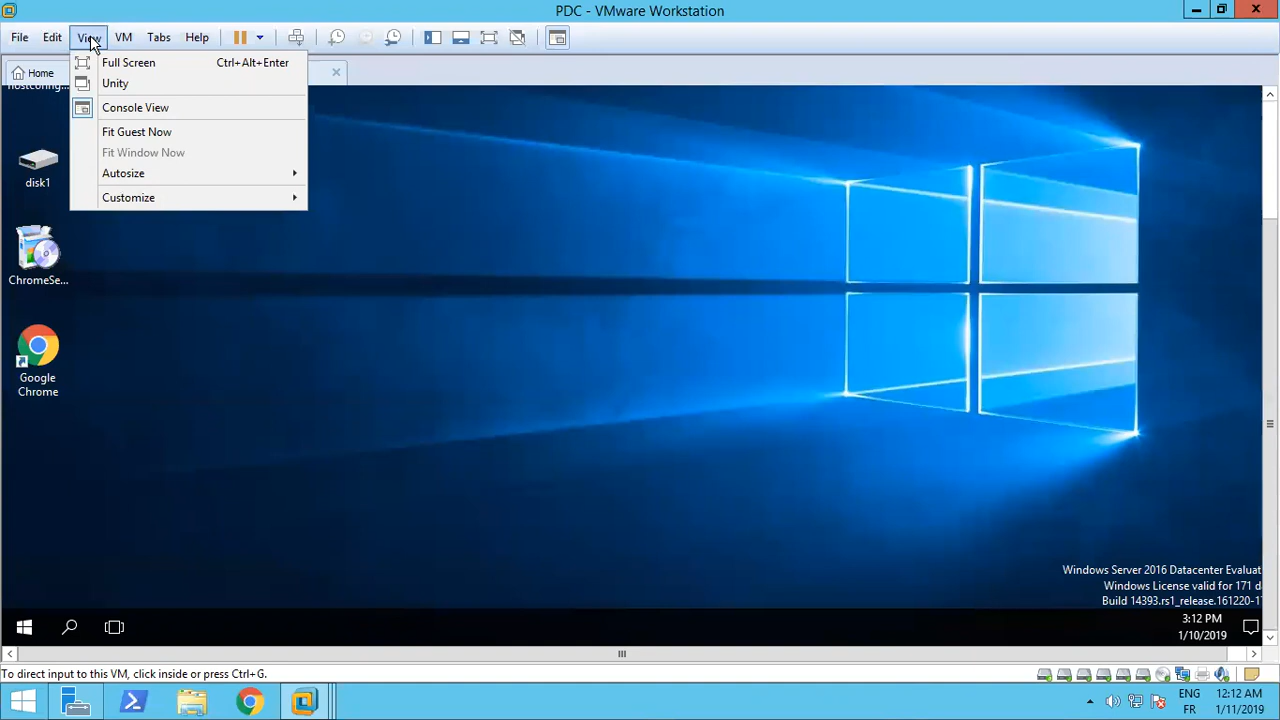 PDC - VMware Workstation
File Edit View VM Tabs Help
Home
Full Screen Ctrl+Alt+Enter
Unity
Console View
Fit Guest Now
Fit Window Now
Autosize
Customize
disk1
ChromeSe...
Google
Chrome
Windows Server 2016 Datacenter Evaluat
Windows License valid for 171 d
Build 14393.rs1_release.161220-1
3:12 PM
1/10/2019
To direct input to this VM, click inside or press Ctrl+G.
ENG
FR
12:12 AM
1/11/2019